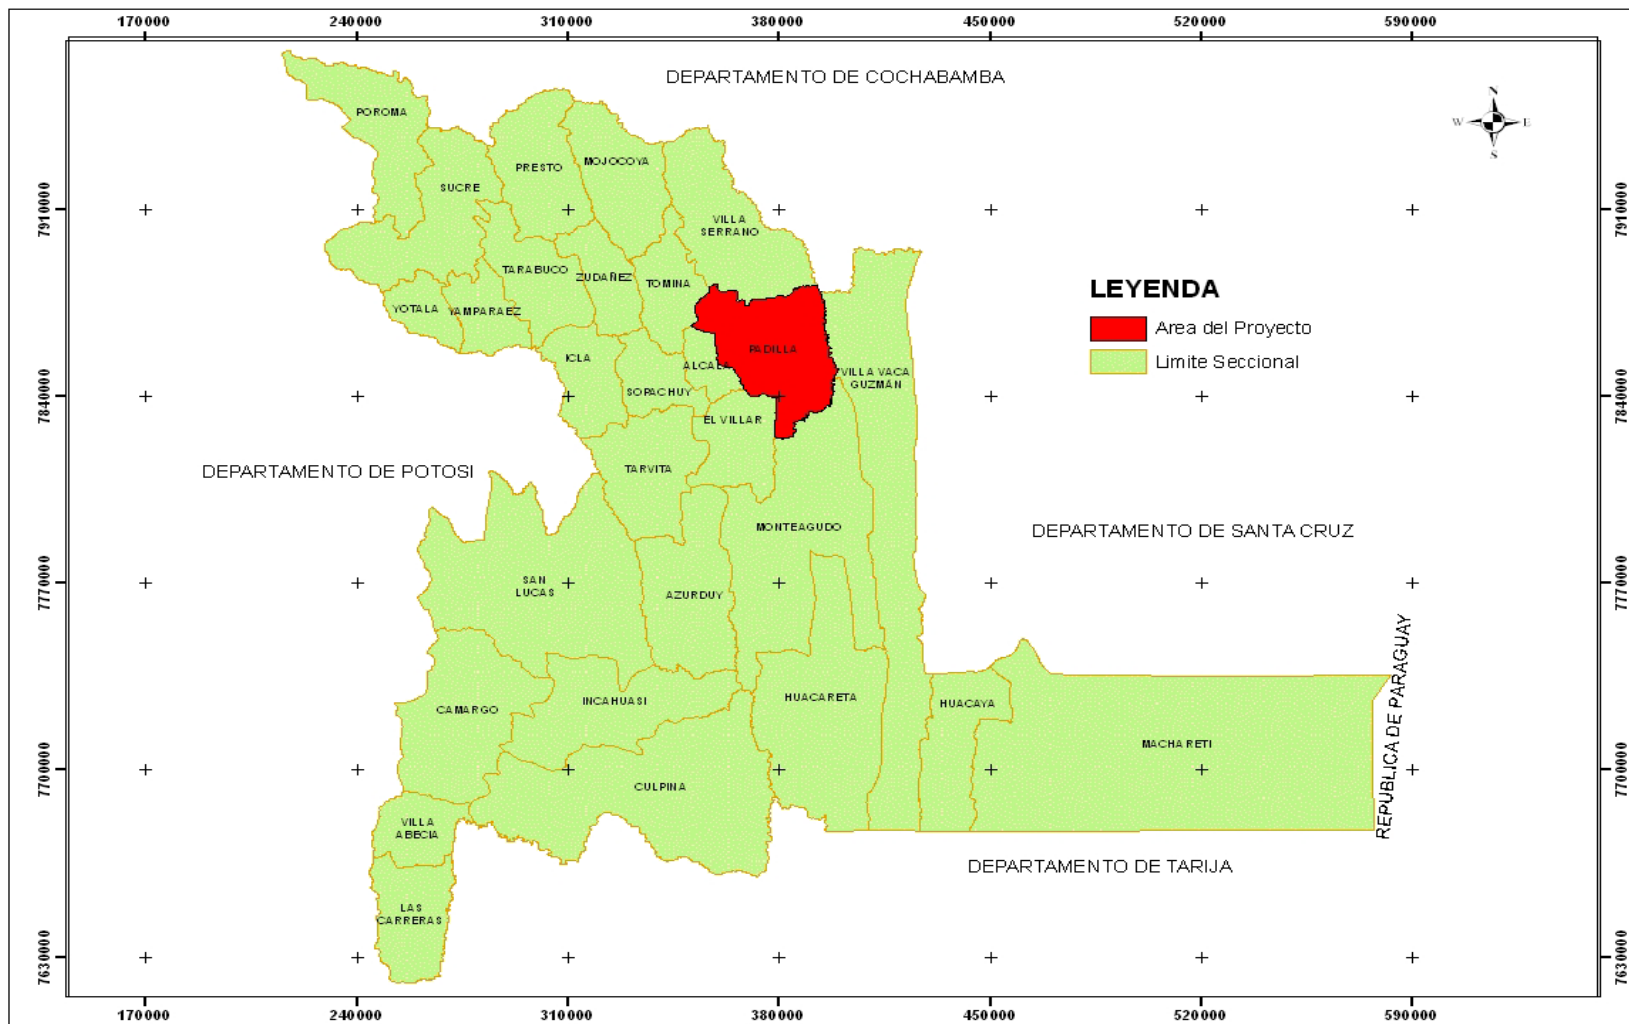 170000 240000 310000 380000 450000 520000 590000
DEPARTAMENTO DE COCHABAMBA
N
W E
S
POROMA
MOJOCOYA
PRESTO
SUCRE
7910000 7910000
VILLA
SERRANO
TARABUCO
ZUDAÑEZ
TOMINA
LEYENDA
YOTALA
YAMPARAEZ
Area del Proyecto
PADILLA
ICLA
Limite Seccional
ALCALA
VILLA VACA
GUZMÁN
SOPACHUY
7840000 7840000
EL VILLAR
TARVITA
DEPARTAMENTO DE POTOSI
MONTEAGUDO
DEPARTAMENTO DE SANTA CRUZ
7770000 7770000
SAN
LUCAS
AZURDUY
REPUBLICA DE PARAGUAY
HUACARETA
INCAHUASI
HUACAYA
CAMARGO
MACHARETI
7700000 7700000
CULPINA
VILLA
ABECIA
DEPARTAMENTO DE TARIJA
LAS
CARRERAS
7630000 7630000
170000 240000 310000 380000 450000 520000 590000